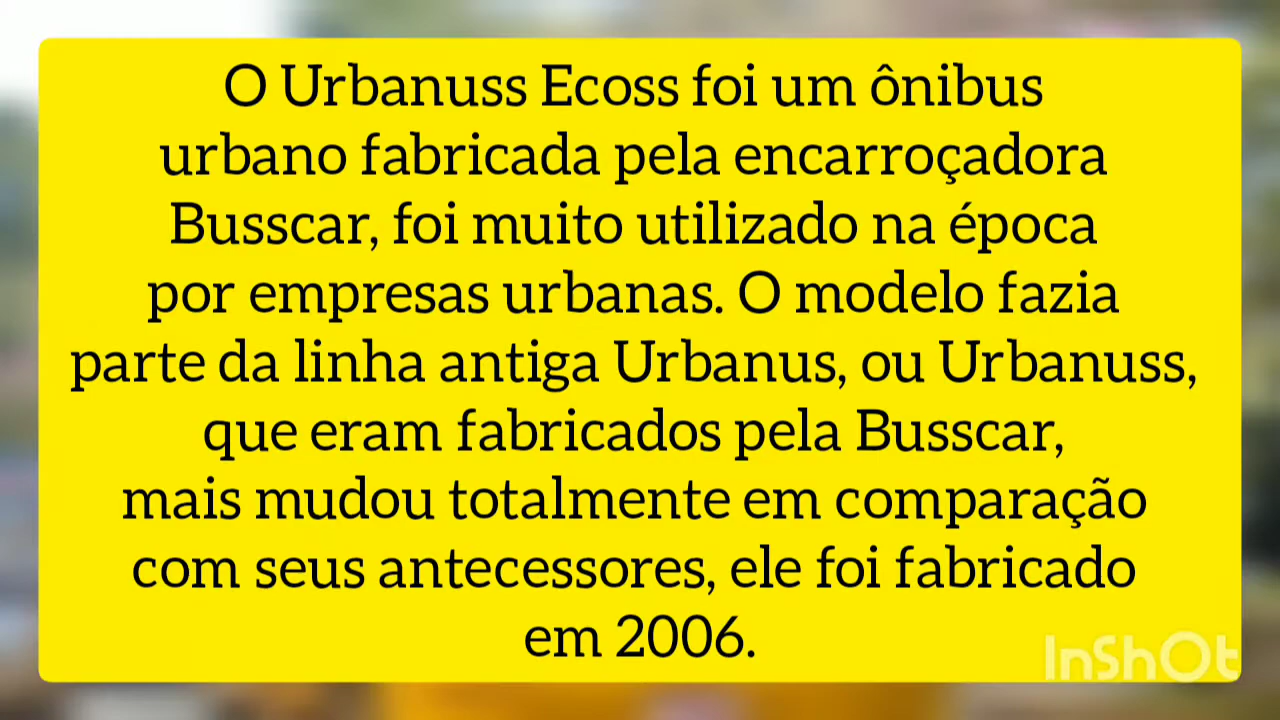 O Urbanuss Ecoss foi um ônibus
urbano fabricada pela encarroçadora
Busscar, foi muito utilizado na época
por empresas urbanas. O modelo fazia
parte da linha antiga Urbanus, ou Urbanuss,
que eram fabricados pela Busscar,
mais mudou totalmente em comparação
com seus antecessores, ele foi fabricado
em 2006.
InShOt